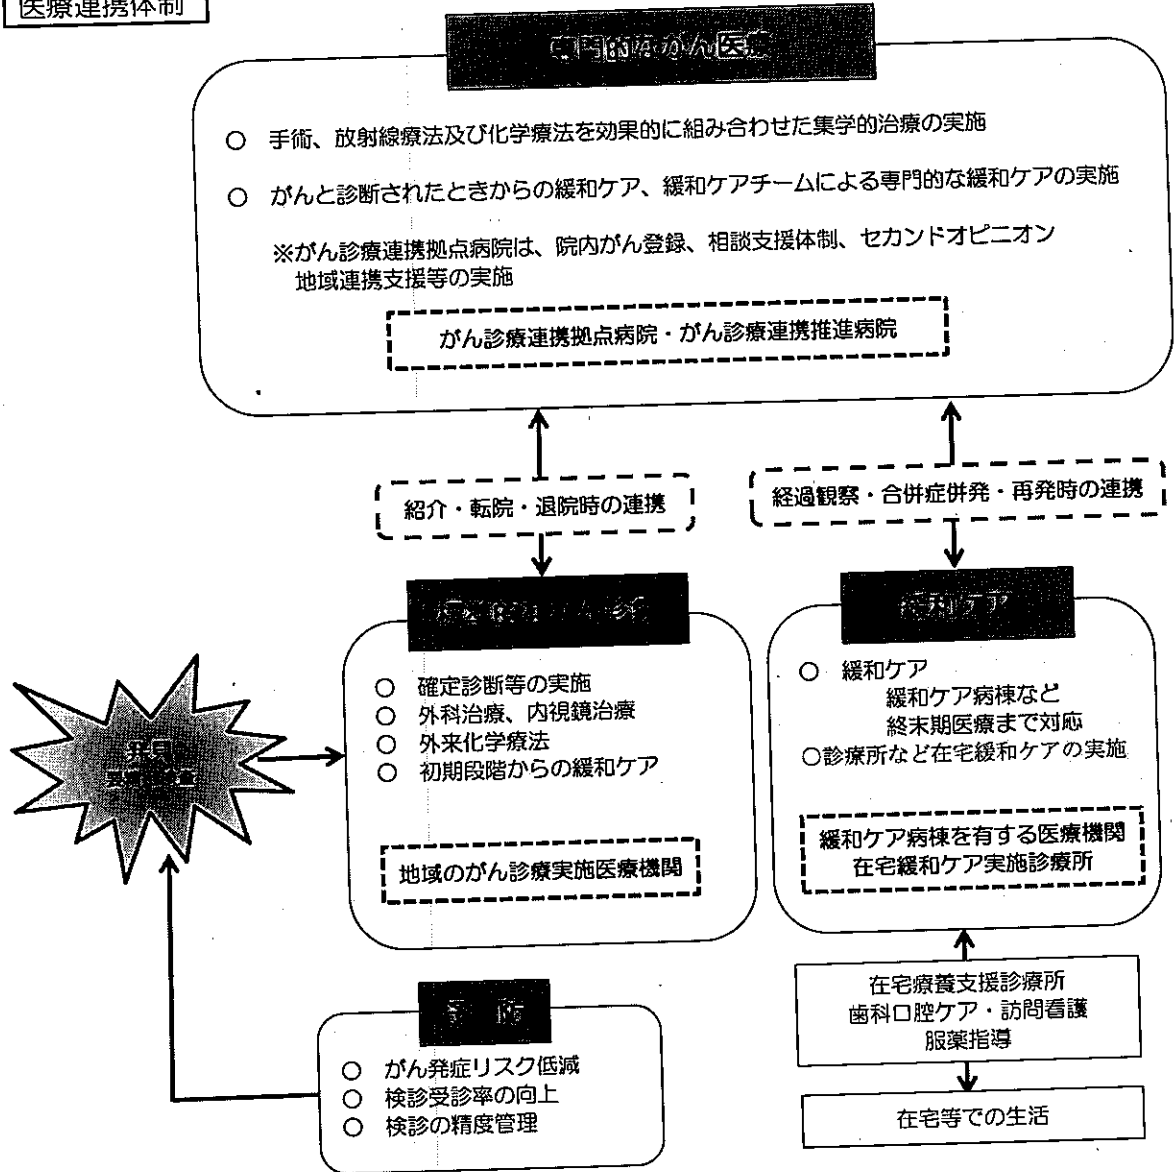 医療連携体制
専門的ながん医療
○ 手術、放射線療法及び化学療法を効果的に組み合わせた集学的治療の実施
○ がんと診断されたときからの緩和ケア、緩和ケアチームによる専門的な緩和ケアの実施
※がん診療連携拠点病院は、院内がん登録、相談支援体制、セカンドオピニオン
地域連携支援等の実施
がん診療連携拠点病院・がん診療連携推進病院
紹介・転院・退院時の連携
経過観察・合併症併発・再発時の連携
○ 確定診断等の実施
○ 外科治療、内視鏡治療
○ 外来化学療法
○ 初期段階からの緩和ケア
地域のがん診療実施医療機関
緩和ケア
○ 緩和ケア
緩和ケア病棟など
終末期医療まで対応
○診療所など在宅緩和ケアの実施
緩和ケア病棟を有する医療機関
在宅緩和ケア実施診療所
発見
在宅療養支援診療所
歯科口腔ケア・訪問看護
服薬指導
在宅等での生活
予 防
○ がん発症リスク低減
○ 検診受診率の向上
○ 検診の精度管理